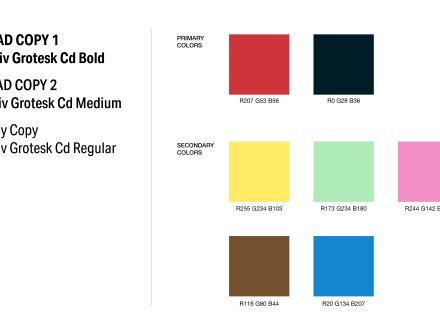 AD COPY 1
iv Grotesk Cd Bold
AD COPY 2
iv Grotesk Cd Medium
y Copy
v Grotesk Cd Regular
PRIMARY
COLORS
R207 G53 B56
R0 G28 B36
SECONDARY
COLORS
R255 G234 B103
R173 G234 B180
R244 G142 B
R116 G80 B44
R20 G134 B207